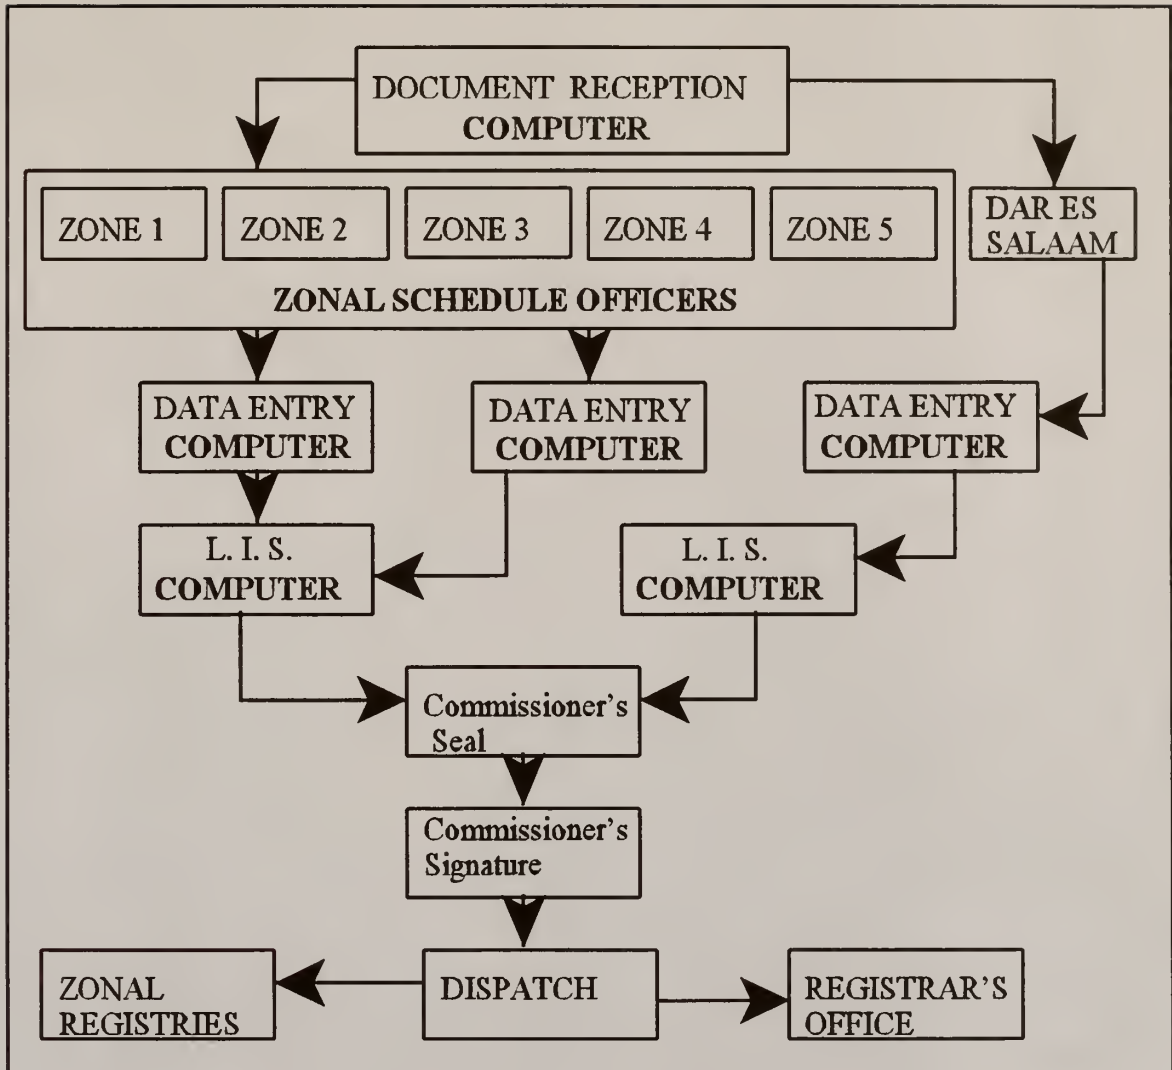 DOCUMENT RECEPTION
COMPUTER
ZONE 1
ZONE 2
ZONE 3
ZONE 4
ZONE 5
ZONAL SCHEDULE OFFICERS
DAR ES
SALAAM
DATA ENTRY
COMPUTER
DATA ENTRY
COMPUTER
DATA ENTRY
COMPUTER
L. I. S.
COMPUTER
L. I. S.
COMPUTER
Commissioner's
Seal
Commissioner's
Signature
ZONAL
REGISTRIES
DISPATCH
REGISTRAR'S
OFFICE